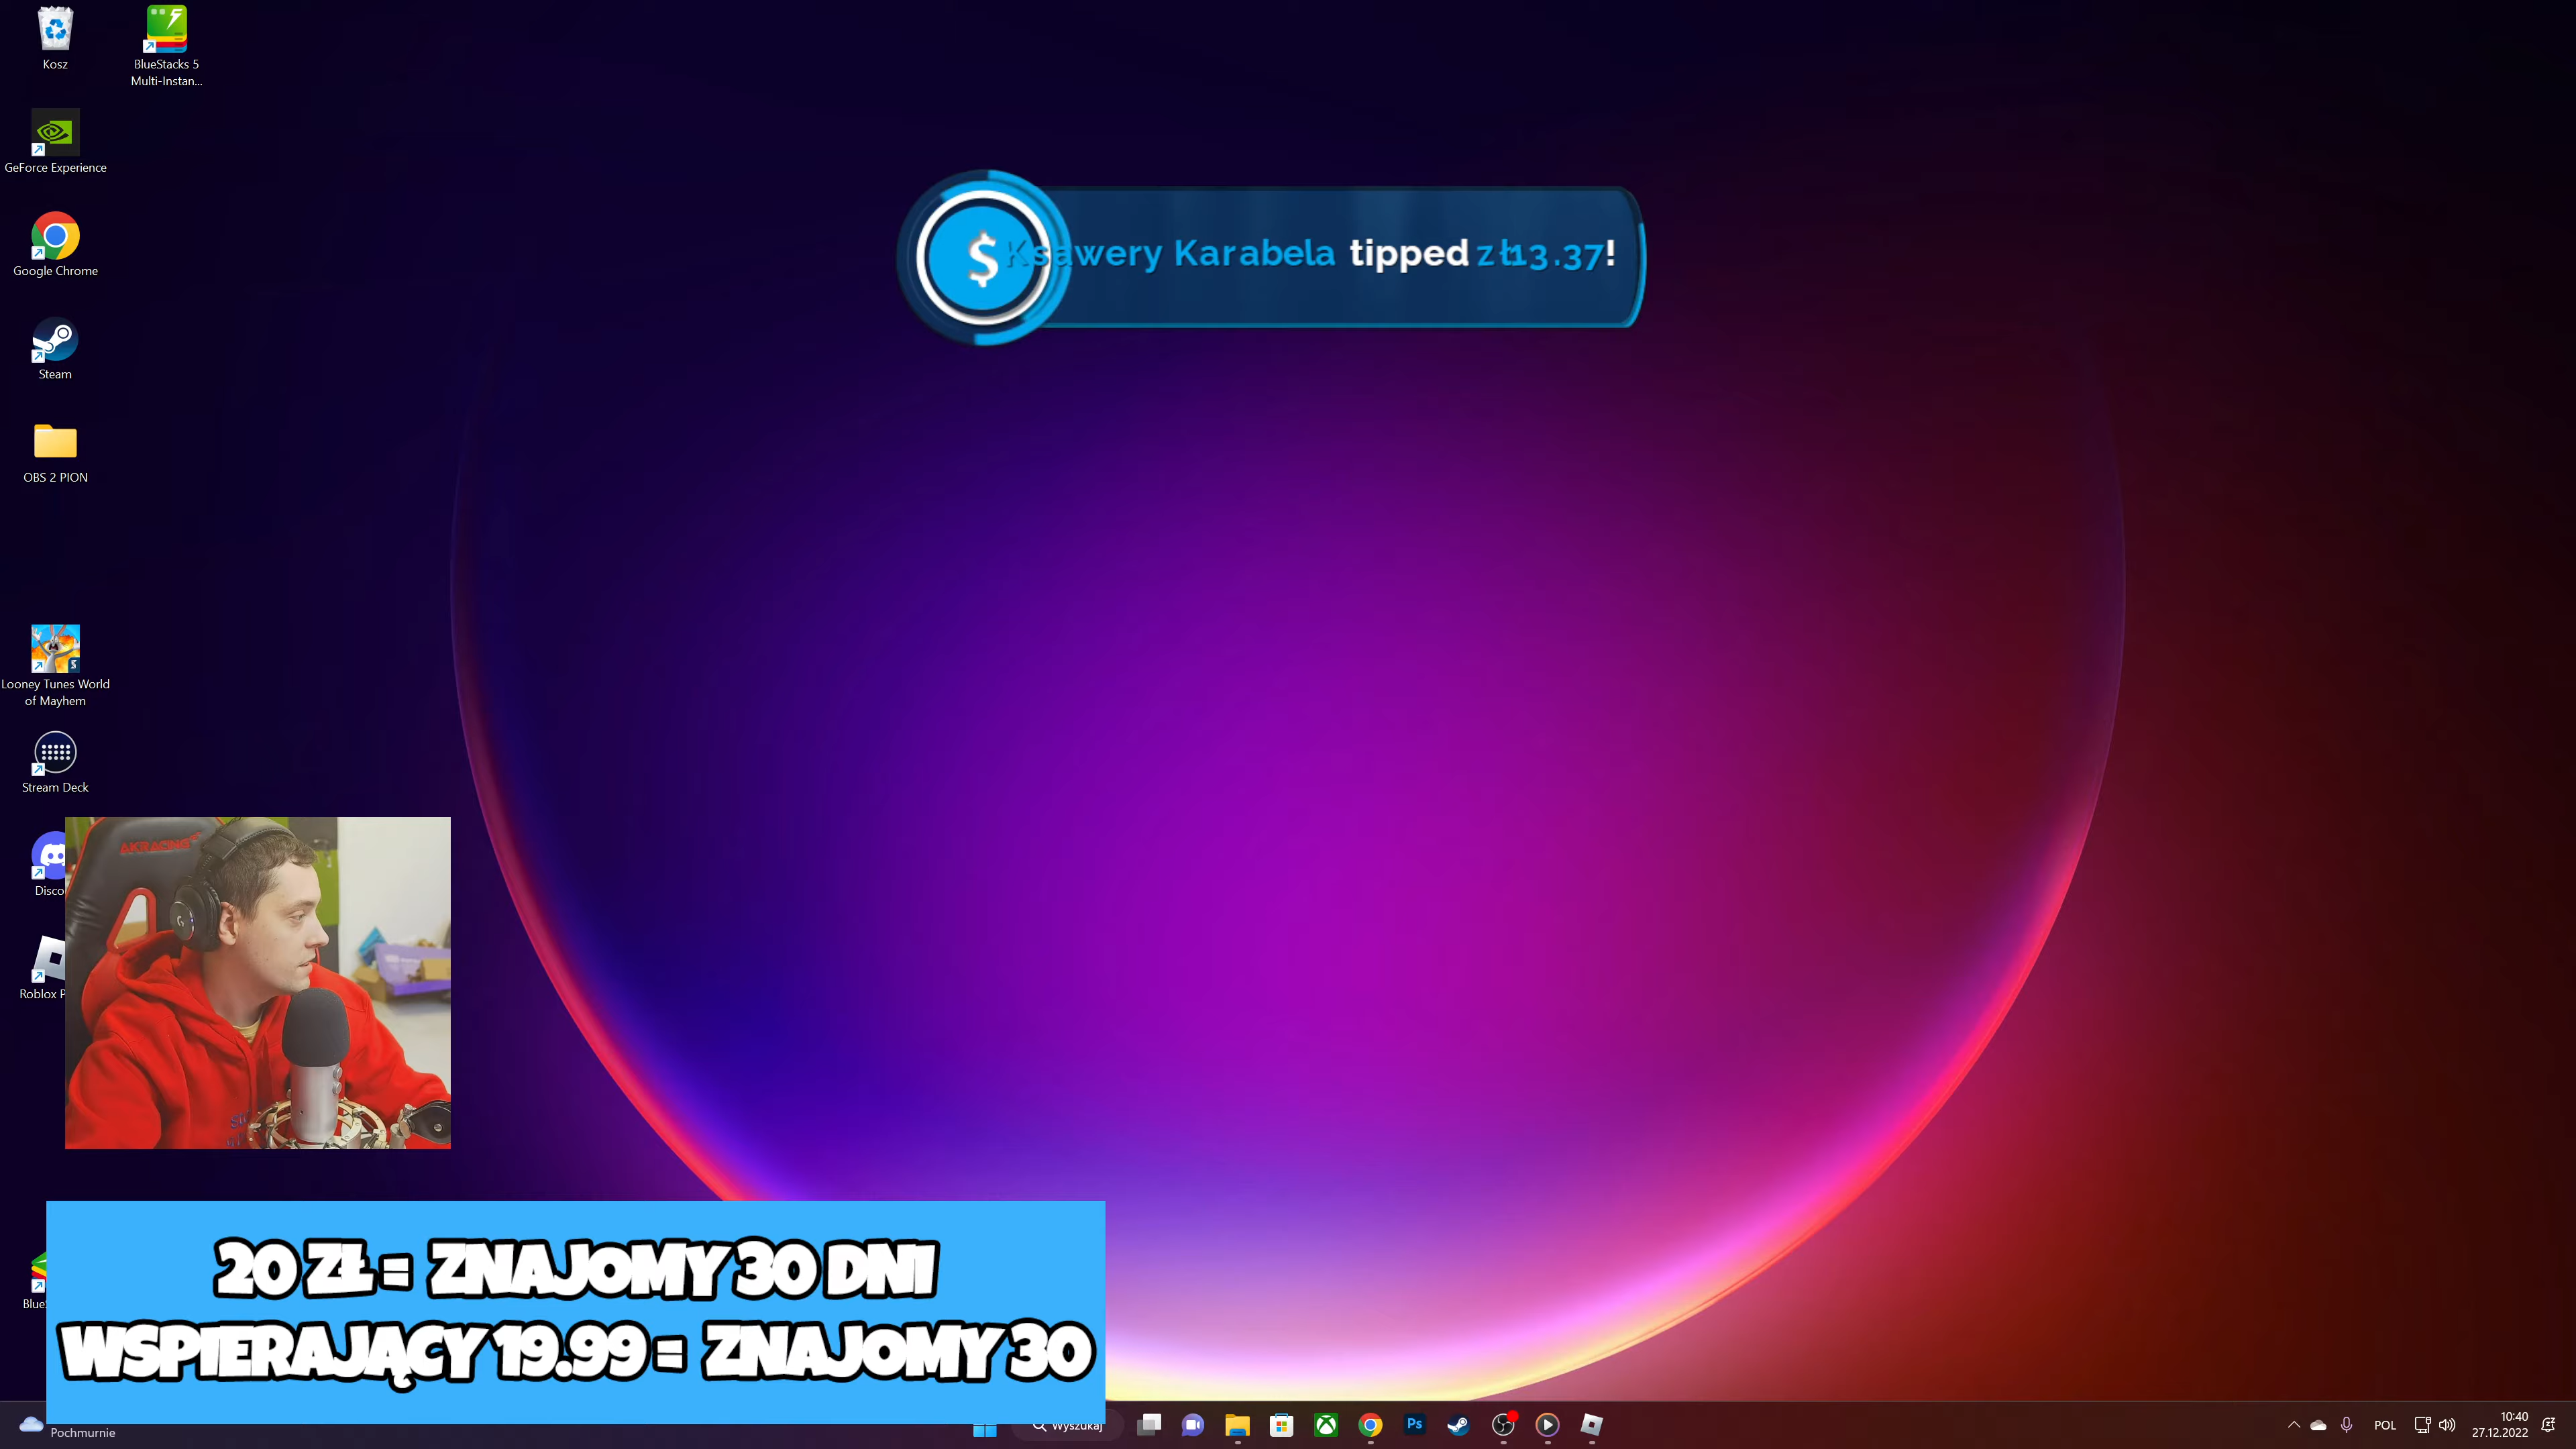 Kosz
BlueStacks 5
Multi-Instan...
GeForce Experience
Google Chrome
Steam
OBS 2 PION
Looney Tunes World
of Mayhem
Stream Deck
Disco
Roblox P
Blue
Ksawery Karabela tipped zł13.37!
AKRACING
20 ZŁ = ZNAJOMY 30 DNI
WSPIERAJĄCY 19.99 = ZNAJOMY 30
Pochmurnie
Wyszukaj
Ps
POL
10:40
27.12.2022